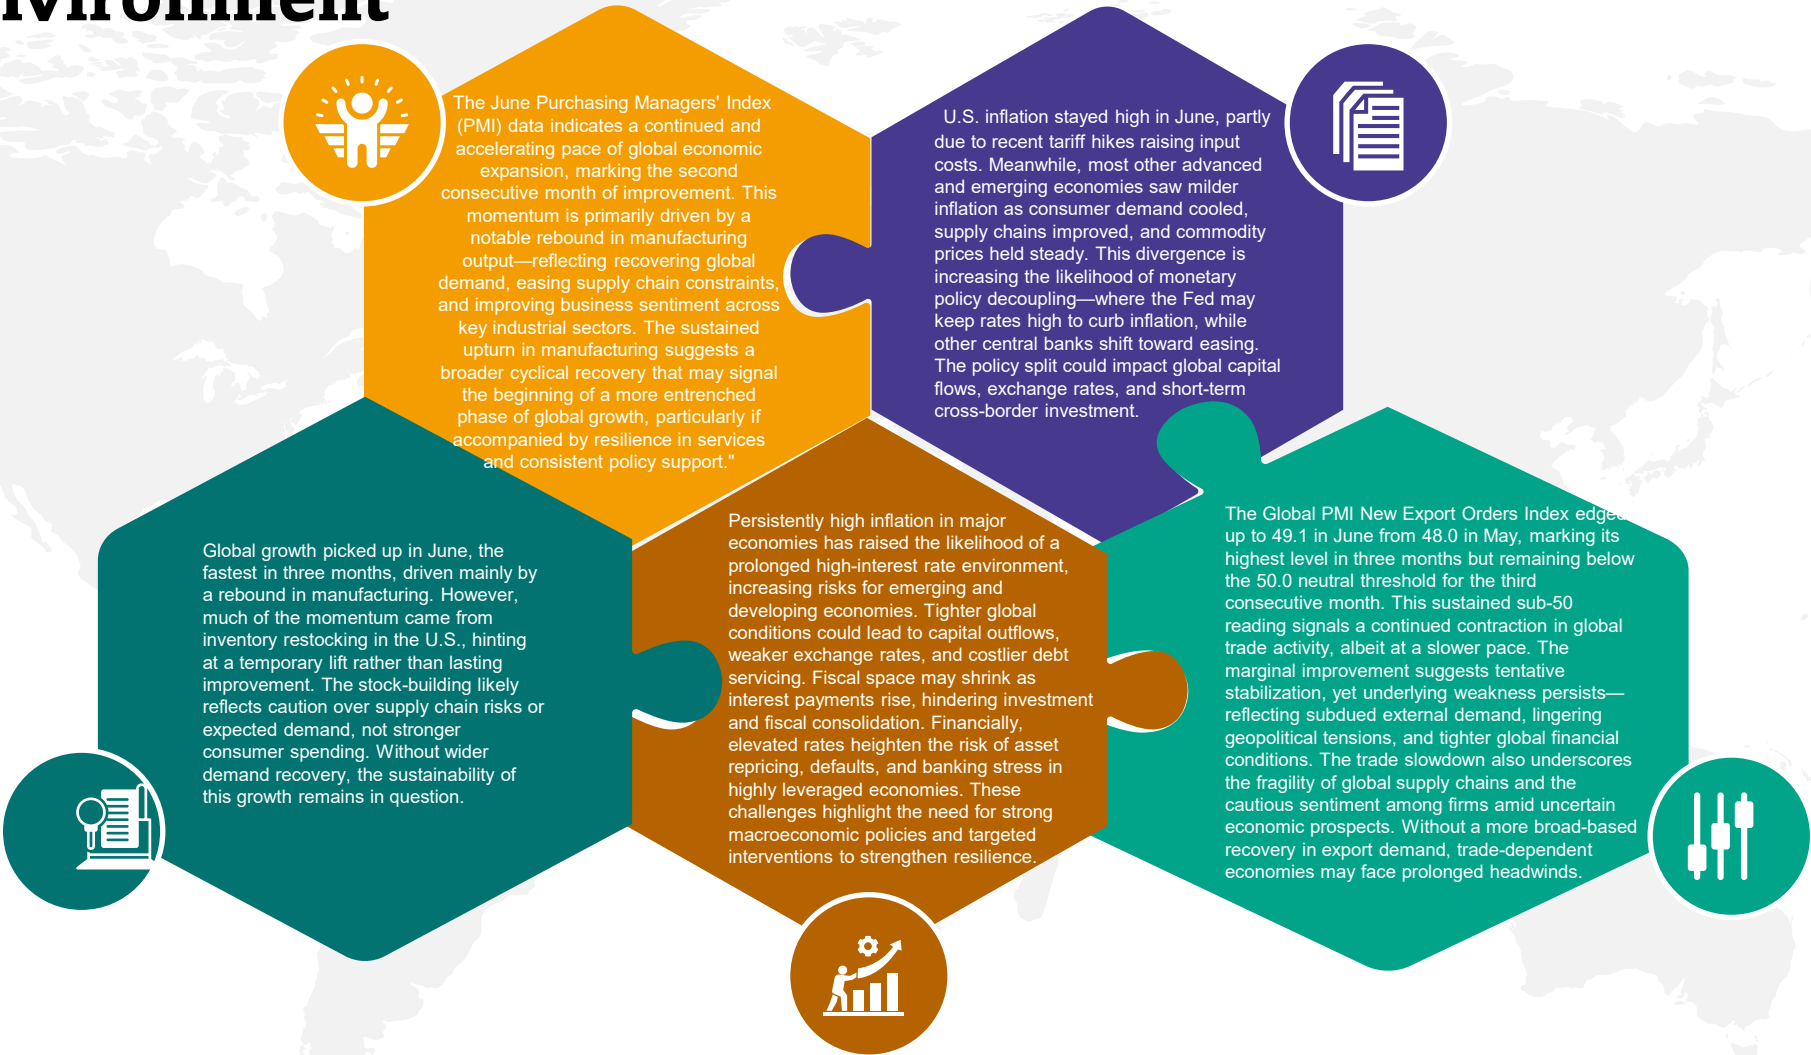 The June Purchasing Managers' Index
(PMI) data indicates a continued and
accelerating pace of global economic
expansion, marking the second
consecutive month of improvement. This
momentum is primarily driven by a
notable rebound in manufacturing
output—reflecting recovering global
demand, easing supply chain constraints,
and improving business sentiment across
key industrial sectors. The sustained
upturn in manufacturing suggests a
broader cyclical recovery that may signal
the beginning of a more entrenched
phase of global growth, particularly if
accompanied by resilience in services
and consistent policy support."
U.S. inflation stayed high in June, partly
due to recent tariff hikes raising input
costs. Meanwhile, most other advanced
and emerging economies saw milder
inflation as consumer demand cooled,
supply chains improved, and commodity
prices held steady. This divergence is
increasing the likelihood of monetary
policy decoupling—where the Fed may
keep rates high to curb inflation, while
other central banks shift toward easing.
The policy split could impact global capital
flows, exchange rates, and short-term
cross-border investment.
Global growth picked up in June, the
fastest in three months, driven mainly by
a rebound in manufacturing. However,
much of the momentum came from
inventory restocking in the U.S., hinting
at a temporary lift rather than lasting
improvement. The stock-building likely
reflects caution over supply chain risks or
expected demand, not stronger
consumer spending. Without wider
demand recovery, the sustainability of
this growth remains in question.
Persistently high inflation in major
economies has raised the likelihood of a
prolonged high-interest rate environment,
increasing risks for emerging and
developing economies. Tighter global
conditions could lead to capital outflows,
weaker exchange rates, and costlier debt
servicing. Fiscal space may shrink as
interest payments rise, hindering investment
and fiscal consolidation. Financially,
elevated rates heighten the risk of asset
repricing, defaults, and banking stress in
highly leveraged economies. These
challenges highlight the need for strong
macroeconomic policies and targeted
interventions to strengthen resilience.
The Global PMI New Export Orders Index edged
up to 49.1 in June from 48.0 in May, marking its
highest level in three months but remaining below
the 50.0 neutral threshold for the third
consecutive month. This sustained sub-50
reading signals a continued contraction in global
trade activity, albeit at a slower pace. The
marginal improvement suggests tentative
stabilization, yet underlying weakness persists—
reflecting subdued external demand, lingering
geopolitical tensions, and tighter global financial
conditions. The trade slowdown also underscores
the fragility of global supply chains and the
cautious sentiment among firms amid uncertain
economic prospects. Without a more broad-based
recovery in export demand, trade-dependent
economies may face prolonged headwinds.